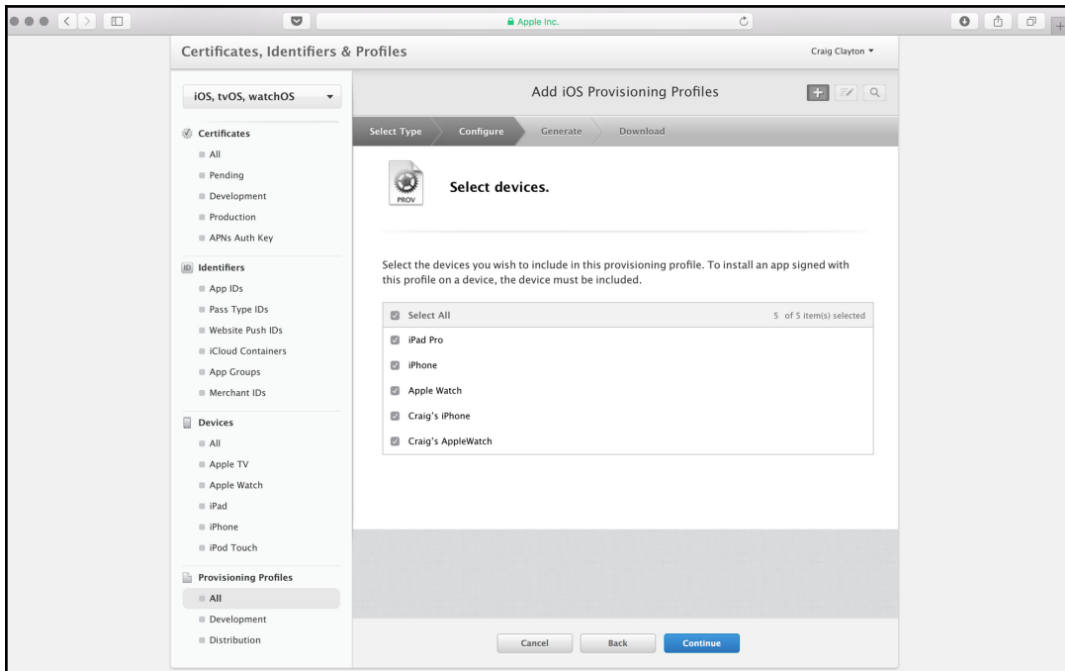 Apple Inc.
Certificates, Identifiers & Profiles
Craig Clayton
iOS, tvOS, watchOS
Certificates
All
Pending
Development
Production
APNs Auth Key
ID Identifiers
App IDs
Pass Type IDs
Website Push IDs
iCloud Containers
App Groups
Merchant IDs
Devices
All
Apple TV
Apple Watch
iPad
iPhone
iPod Touch
Provisioning Profiles
All
Development
Distribution
Add iOS Provisioning Profiles
Select Type Configure Generate Download
PROV
Select devices.
Select the devices you wish to include in this provisioning profile. To install an app signed with
this profile on a device, the device must be included.
Select All 5 of 5 item(s) selected
iPad Pro
iPhone
Apple Watch
Craig's iPhone
Craig's AppleWatch
Cancel Back Continue